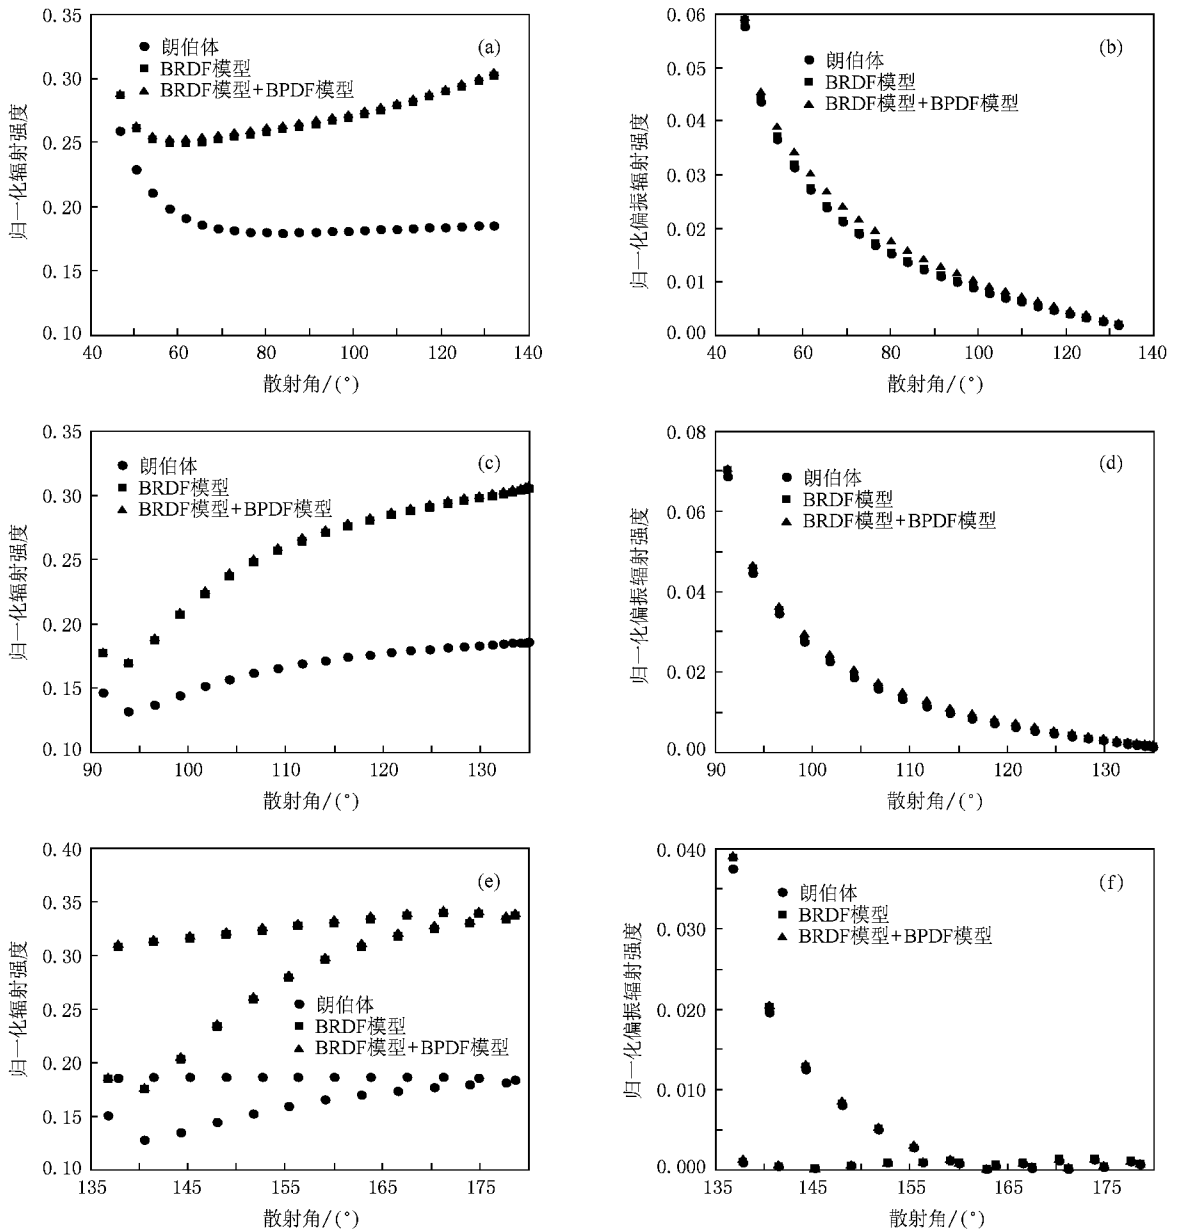 0.35
0.30
0.25
0.20
0.15
0.10
归一化辐射强度
(a)
朗伯体
BRDF模型
BRDF模型+BPDF模型
40 60 80 100 120 140
散射角/(°)
0.06
0.05
0.04
0.03
0.02
0.01
0.00
归一化偏振辐射强度
(b)
朗伯体
BRDF模型
BRDF模型+BPDF模型
40 60 80 100 120 140
散射角/(°)
0.35
0.30
0.25
0.20
0.15
0.10
归一化辐射强度
(c)
朗伯体
BRDF模型
BRDF模型+BPDF模型
90 100 110 120 130
散射角/(°)
0.08
0.06
0.04
0.02
0.00
归一化偏振辐射强度
(d)
朗伯体
BRDF模型
BRDF模型+BPDF模型
90 100 110 120 130
散射角/(°)
0.40
0.35
0.30
0.25
0.20
0.15
0.10
归一化辐射强度
(e)
朗伯体
BRDF模型
BRDF模型+BPDF模型
135 145 155 165 175
散射角/(°)
0.040
0.030
0.020
0.010
0.000
归一化偏振辐射强度
(f)
朗伯体
BRDF模型
BRDF模型+BPDF模型
135 145 155 165 175
散射角/(°)